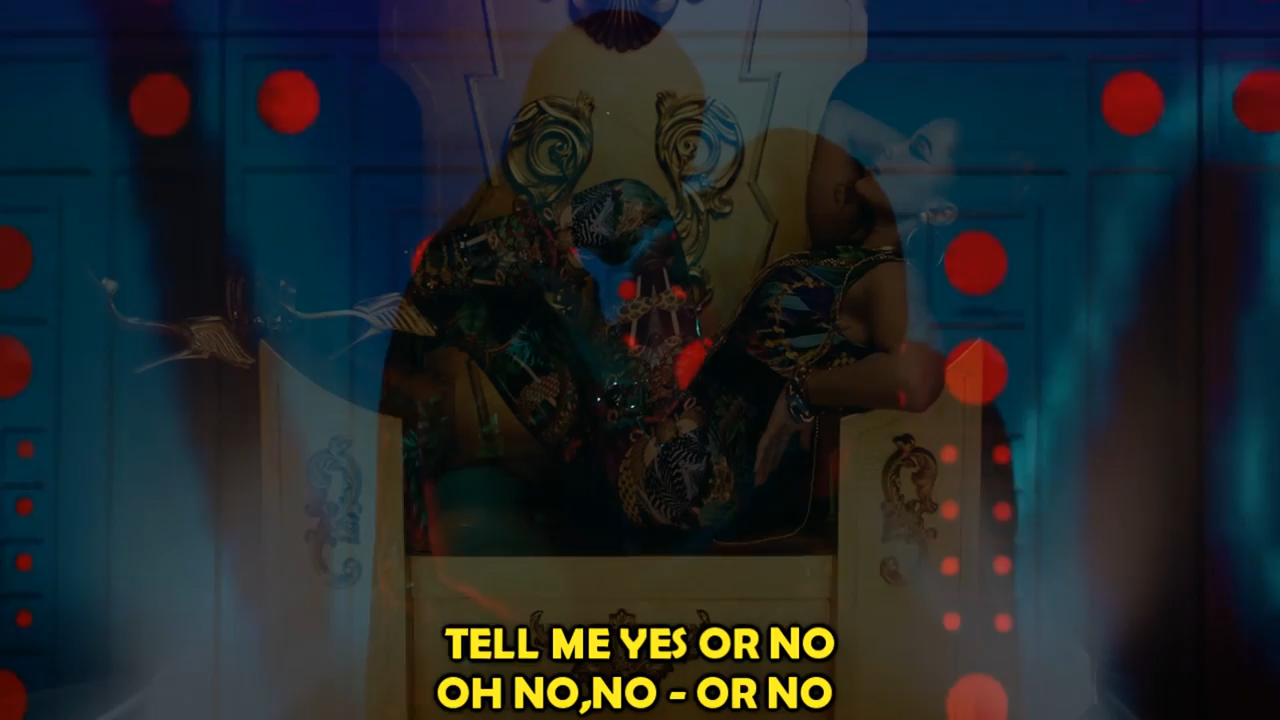 TELL ME YES OR NO
OH NO,NO - OR NO